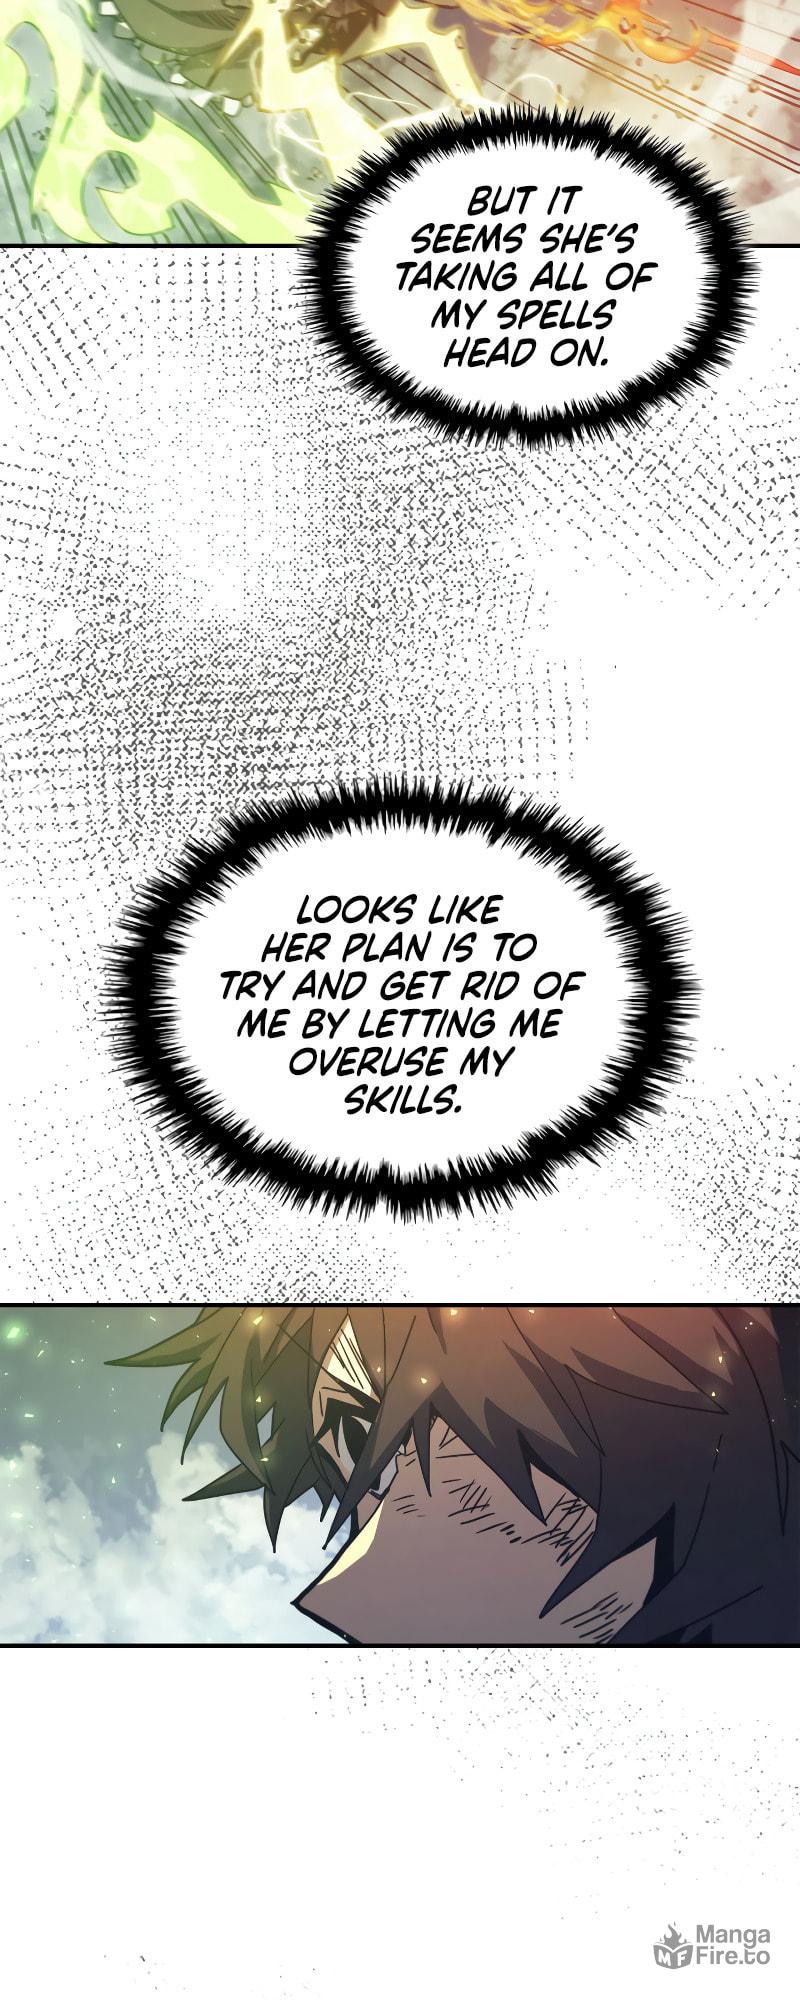 BUT IT
SEEMS SHE'S
TAKING ALL OF
MY SPELLS
HEAD ON.
LOOKS LIKE
HER PLAN IS TO
TRY AND GET RID OF
ME BY LETTING ME
OVERUSE MY
SKILLS.
Manga
MF Fire.to